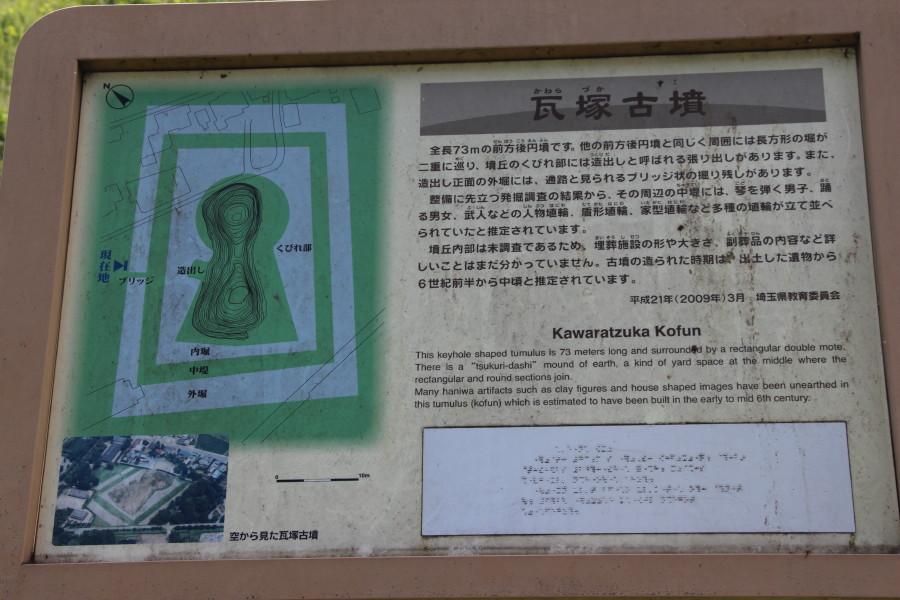 瓦塚古墳
かわら づか すこ
全長73mの前方後円墳です。他の前方後円墳と同じく周囲には長方形の堀が
二重に巡り、墳丘のくびれ部には造出しと呼ばれる張り出しがあります。また、
造出し正面の外堀には、通路と見られるブリッジ状の掘り残しがあります。
整備に先立つ発掘調査の結果から、その周辺の中堤には、琴を弾く男子、踊
る男女、武人などの人物埴輪、盾形埴輪、家型埴輪など多種の埴輪が立て並べ
られていたと推定されています。
墳丘内部は未調査であるため、埋葬施設の形や大きさ、副葬品の内容など詳
しいことはまだ分かっていません。古墳の造られた時期は、出土した遺物から
6世紀前半から中頃と推定されています。
平成21年(2009年)3月 埼玉県教育委員会
Kawaratzuka Kofun
This keyhole shaped tumulus is 73 meters long and surrounded by a rectangular double mote.
There is a "tsukuri-dashi" mound of earth, a kind of yard space at the middle where the
rectangular and round sections join.
Many haniwa artifacts such as clay figures and house shaped images have been unearthed in
this tumulus (kofun) which is estimated to have been built in the early to mid 6th century.
N
くびれ部
造出し
現在地
ブリッジ
内堀
中堤
外堀
0 10m
空から見た瓦塚古墳